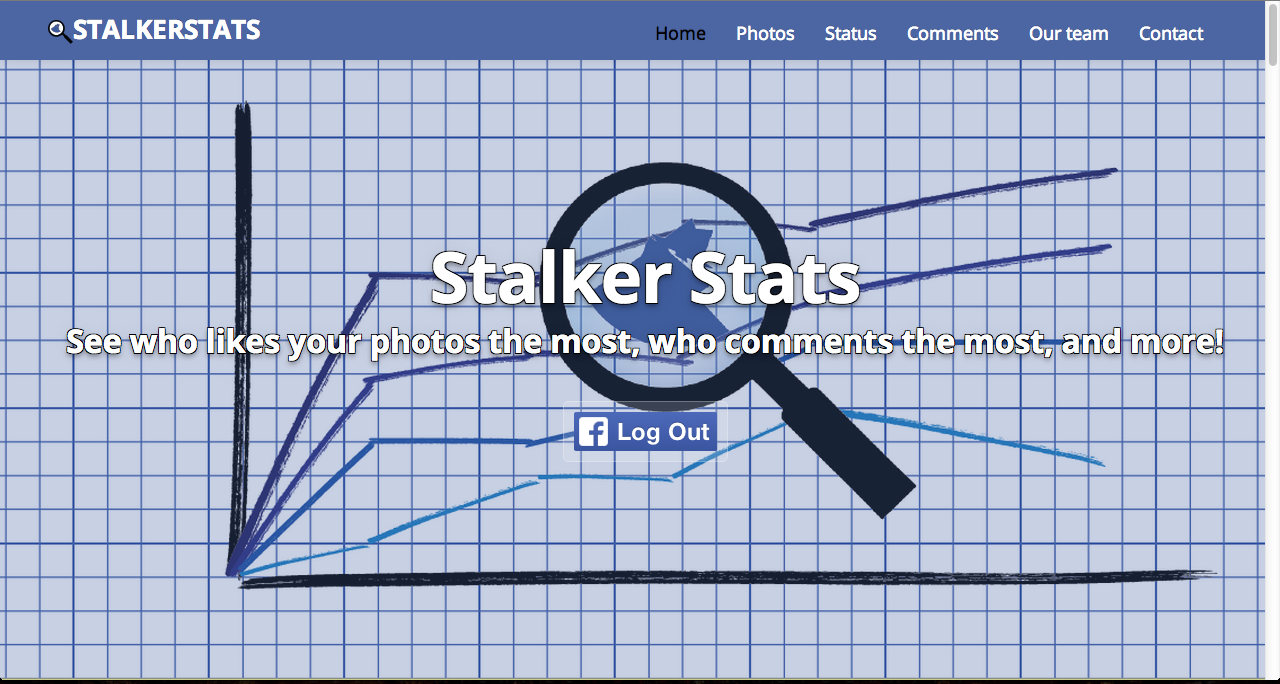 STALKERSTATS
Home Photos Status Comments Our team Contact
Stalker Stats
See who likes your photos the most, who comments the most, and more!
f Log Out